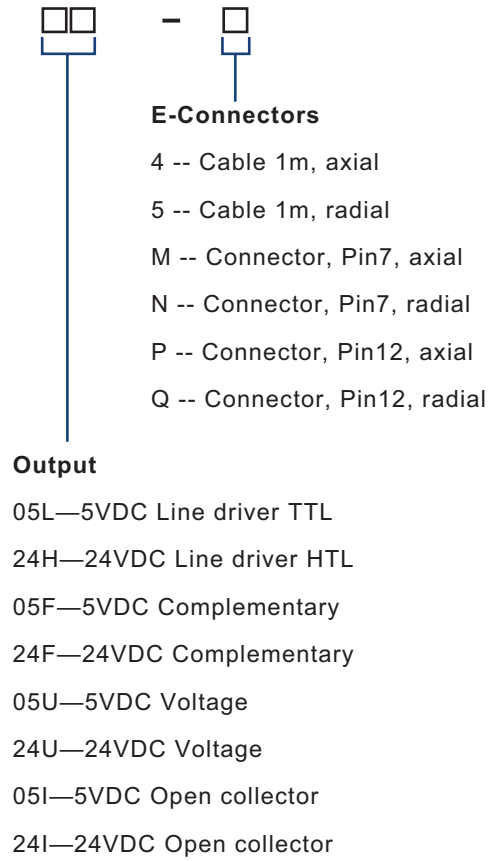 □□ - □
E-Connectors
4 -- Cable 1m, axial
5 -- Cable 1m, radial
M -- Connector, Pin7, axial
N -- Connector, Pin7, radial
P -- Connector, Pin12, axial
Q -- Connector, Pin12, radial
Output
05L—5VDC Line driver TTL
24H—24VDC Line driver HTL
05F—5VDC Complementary
24F—24VDC Complementary
05U—5VDC Voltage
24U—24VDC Voltage
05I—5VDC Open collector
24I—24VDC Open collector